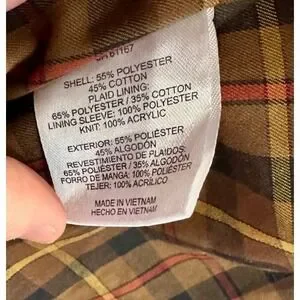 SHELL: 55% POLYESTER
45% COTTON
PLAID LINING:
65% POLYESTER / 35% COTTON
LINING SLEEVE: 100% POLYESTER
KNIT: 100% ACRYLIC
EXTERIOR: 55% POLIÉSTER
45% ALGODÓN
REVESTIMIENTO DE PLAIDOS:
65% POLIÉSTER / 35% ALGODÓN
FORRO DE MANGA: 100% POLIÉSTER
TEJER: 100% ACRÍLICO
MADE IN VIETNAM
HECHO EN VIETNAM